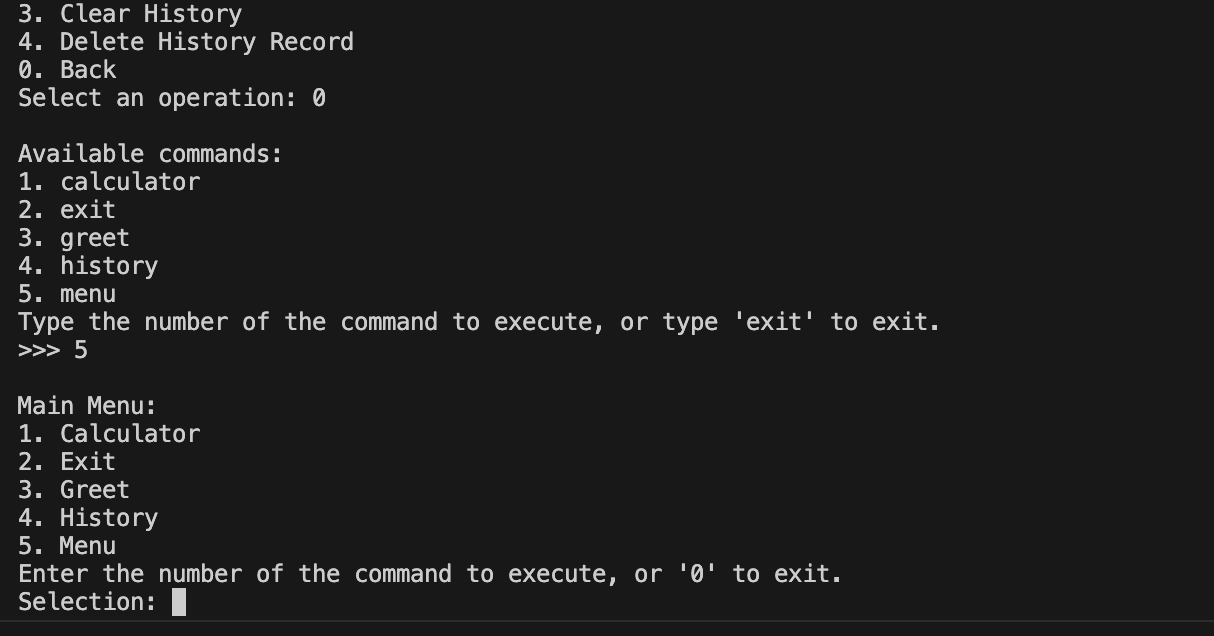 3. Clear History
4. Delete History Record
0. Back
Select an operation: 0
Available commands:
1. calculator
2. exit
3. greet
4. history
5. menu
Type the number of the command to execute, or type 'exit' to exit.
>>> 5
Main Menu:
1. Calculator
2. Exit
3. Greet
4. History
5. Menu
Enter the number of the command to execute, or '0' to exit.
Selection: